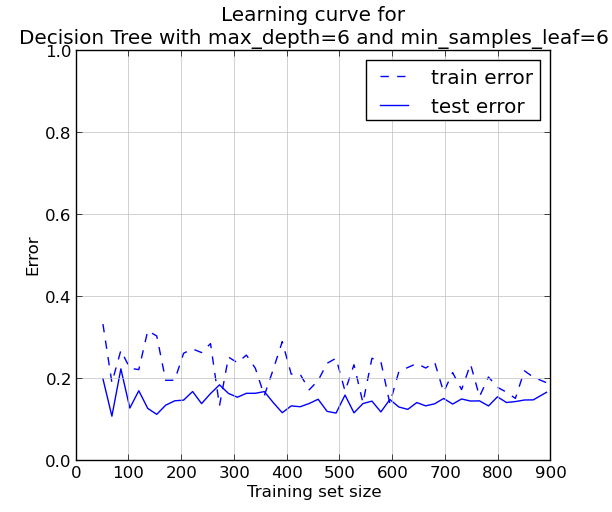 Learning curve for
Decision Tree with max_depth=6 and min_samples_leaf=6
1.0
train error
test error
0.8
0.6
Error
0.4
0.2
0.0
0 100 200 300 400 500 600 700 800 900
Training set size